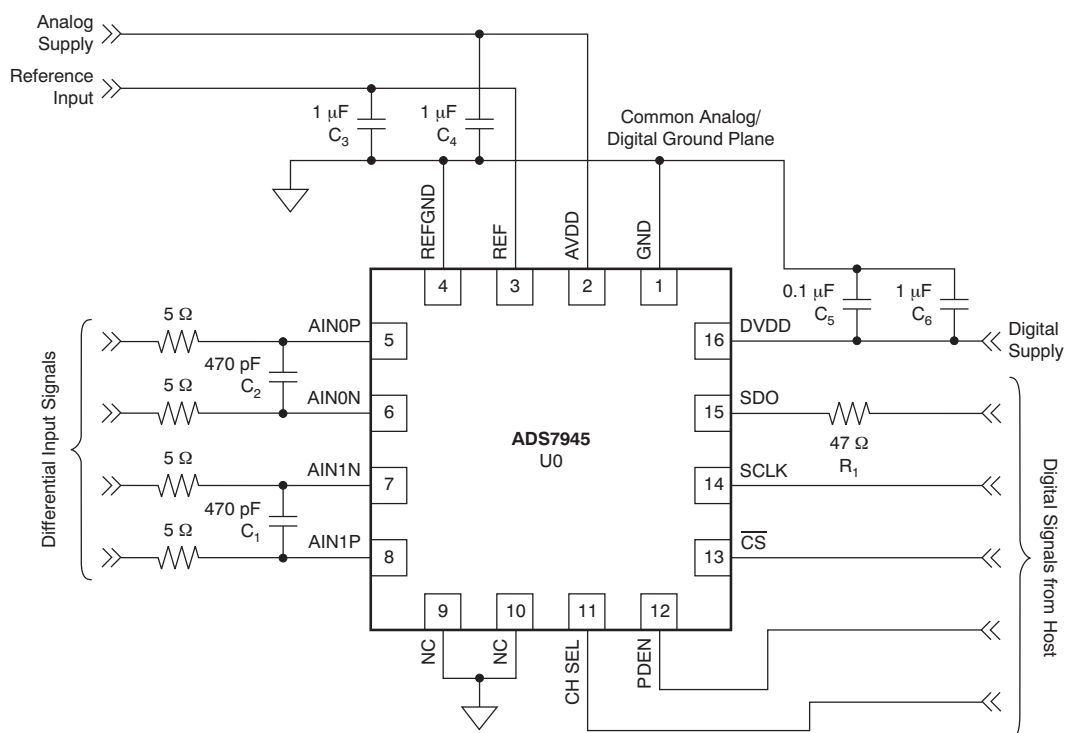 Analog
Supply
Reference
Input
1 μF
C3
1 μF
C4
Common Analog/
Digital Ground Plane
REFGND
REF
AVDD
GND
4
3
2
1
0.1 μF
C5
1 μF
C6
5 Ω
AIN0P
5
DVDD
16
Digital
Supply
470 pF
C2
5 Ω
AIN0N
6
SDO
15
47 Ω
R1
ADS7945
U0
5 Ω
AIN1N
7
SCLK
14
470 pF
C1
5 Ω
AIN1P
8
CS
13
Differential Input Signals
Digital Signals from Host
9
10
11
12
NC
NC
CH SEL
PDEN